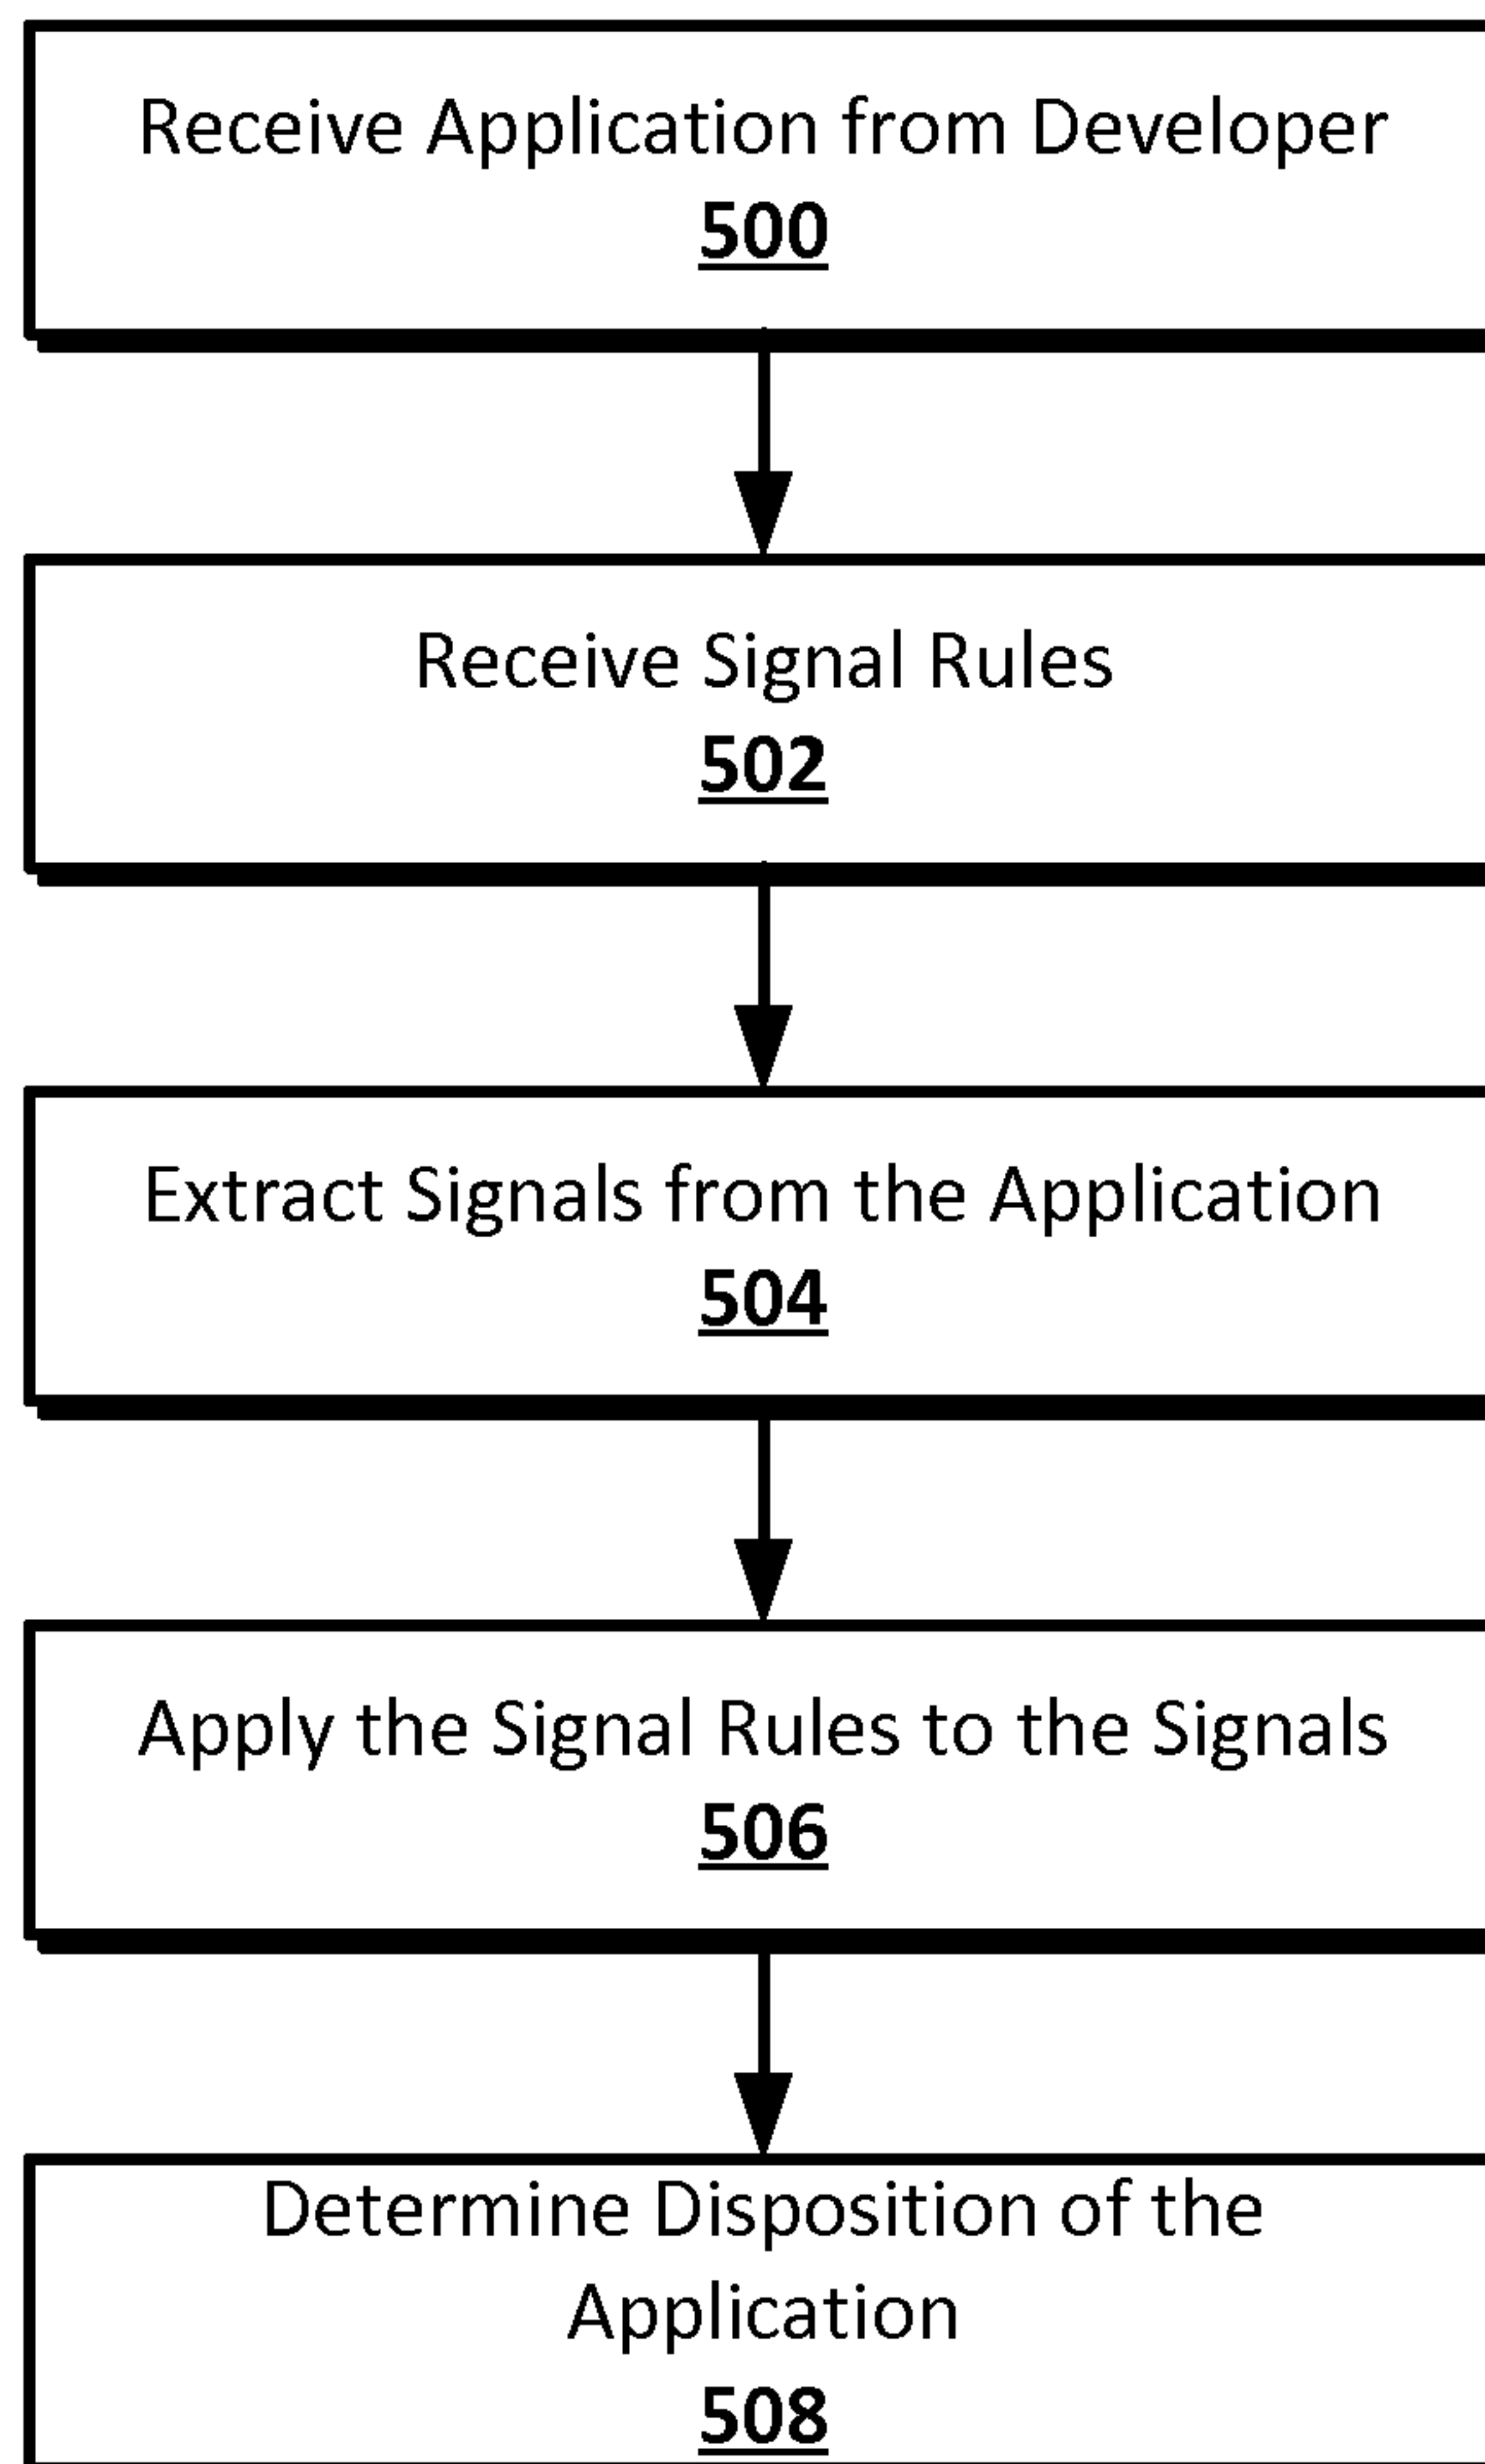 Receive Application from Developer
500
Receive Signal Rules
502
Extract Signals from the Application
504
Apply the Signal Rules to the Signals
506
Determine Disposition of the
Application
508